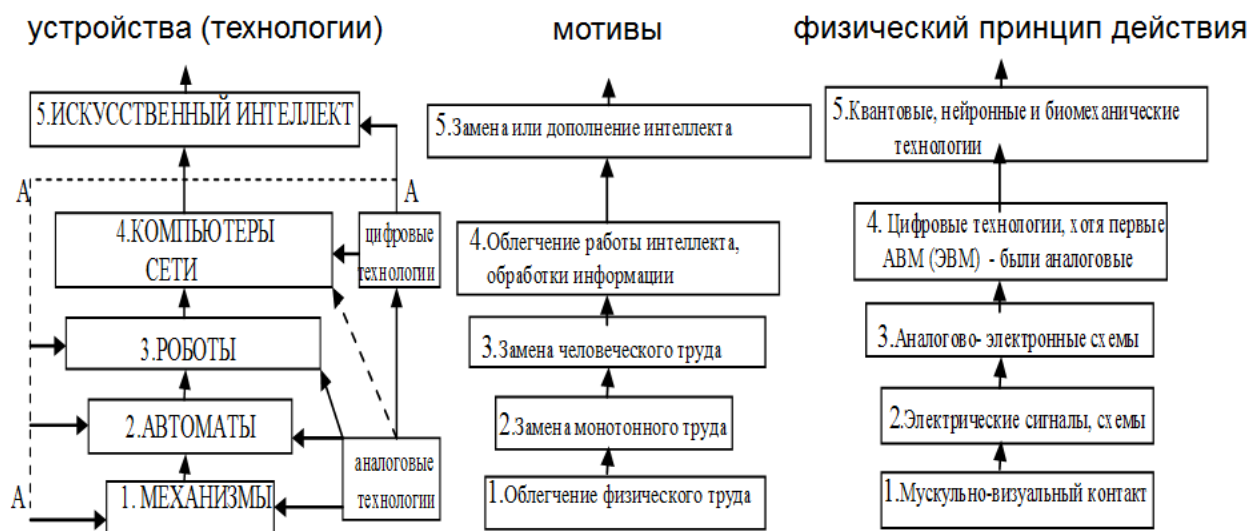 устройства (технологии)
5.ИСКУССТВЕННЫЙ ИНТЕЛЛЕКТ
А
А
4.КОМПЬЮТЕРЫ
СЕТИ
цифровые
технологии
3.РОБОТЫ
2.АВТОМАТЫ
А
1. МЕХАНИЗМЫ
аналоговые
технологии
мотивы
5.Замена или дополнение интеллекта
4.Облегчение работы интеллекта,
обработки информации
3.Замена человеческого труда
2.Замена монотонного труда
1.Облегчение физического труда
физический принцип действия
5.Квантовые, нейронные и биомеханические
технологии
4. Цифровые технологии, хотя первые
АВМ (ЭВМ) - были аналоговые
3.Аналогово- электронные схемы
2.Электрические сигналы, схемы
1.Мускульно-визуальный контакт